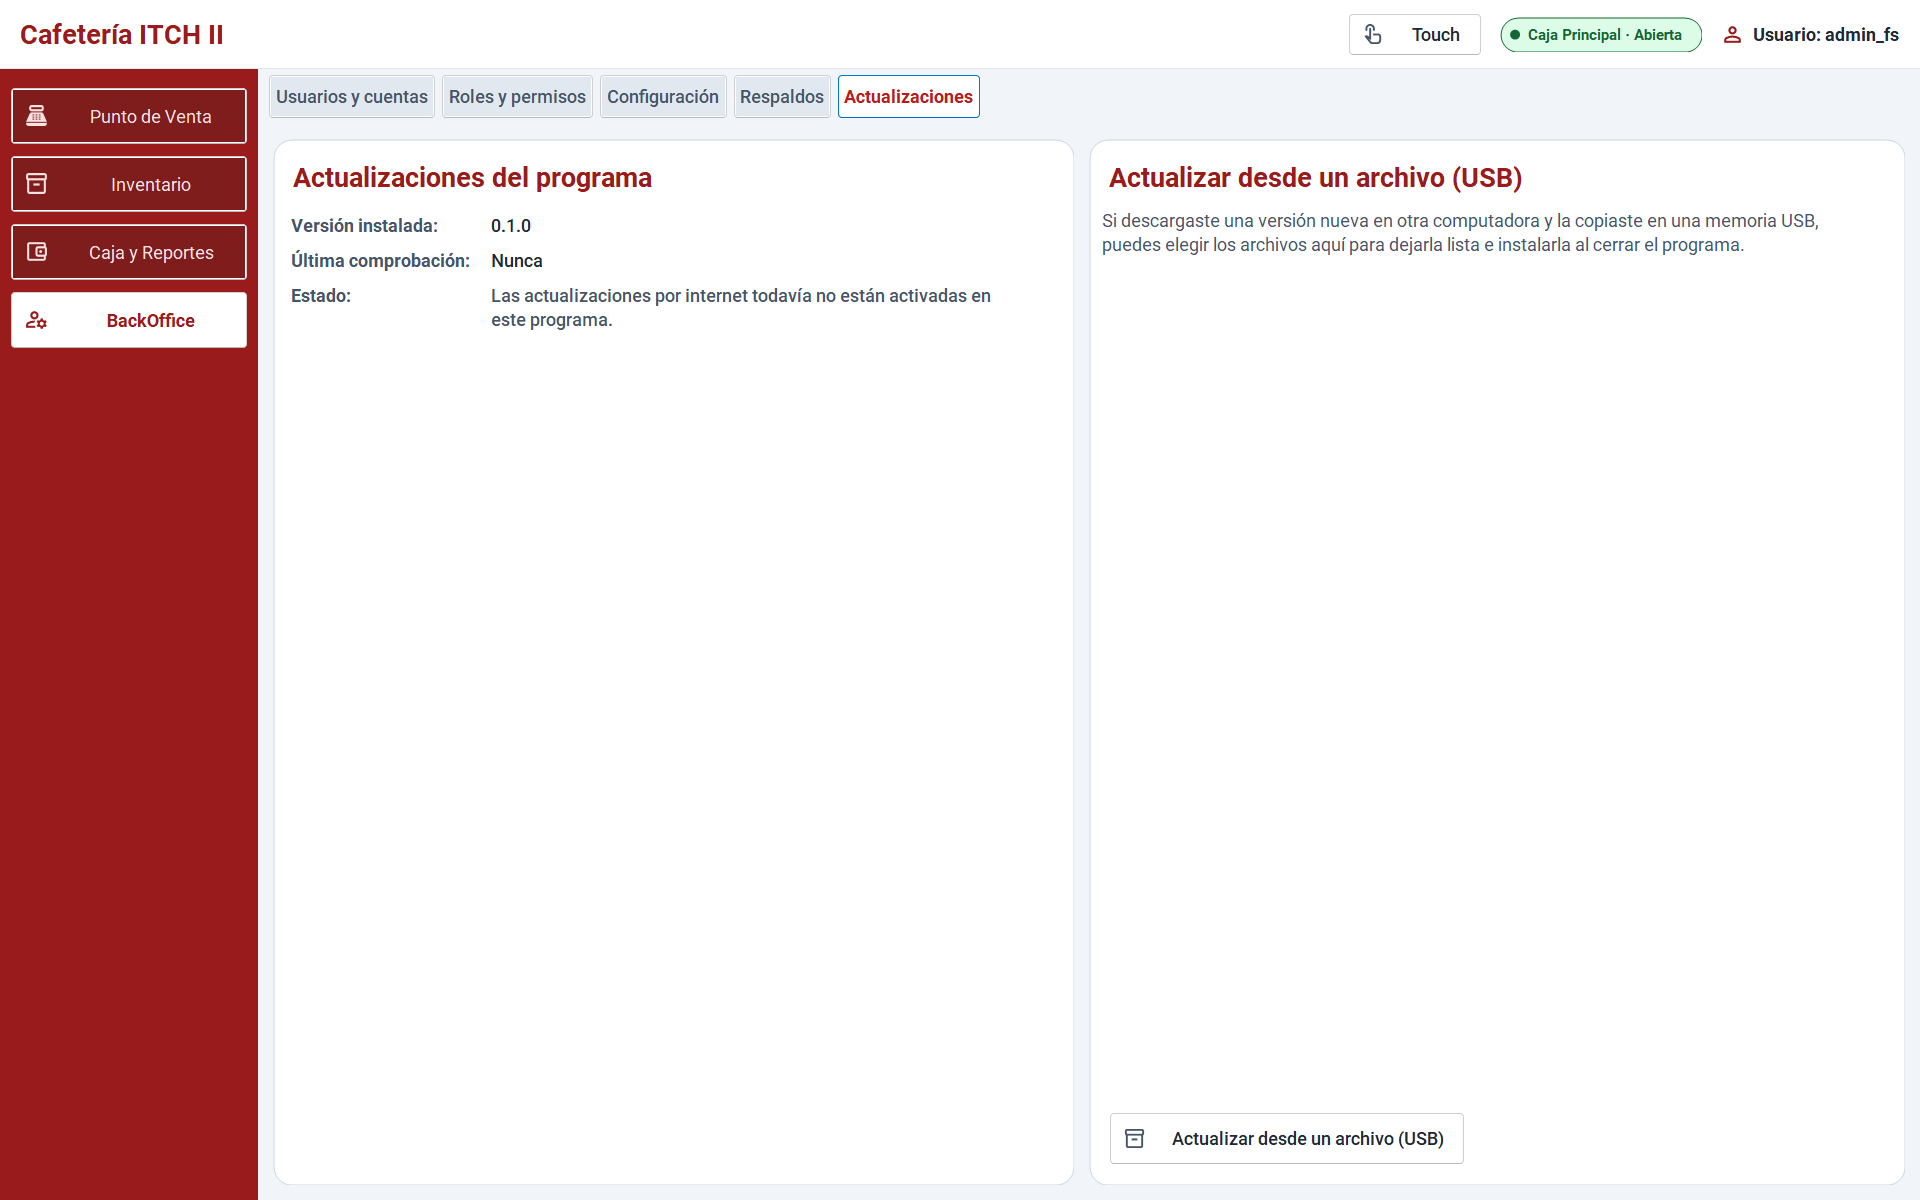 Cafetería ITCH II
Touch
Caja Principal · Abierta
Usuario: admin_fs
Punto de Venta
Inventario
Caja y Reportes
BackOffice
Usuarios y cuentas
Roles y permisos
Configuración
Respaldos
Actualizaciones
Actualizaciones del programa
Versión instalada: 0.1.0
Última comprobación: Nunca
Estado: Las actualizaciones por internet todavía no están activadas en
este programa.
Actualizar desde un archivo (USB)
Si descargaste una versión nueva en otra computadora y la copiaste en una memoria USB,
puedes elegir los archivos aquí para dejarla lista e instalarla al cerrar el programa.
Actualizar desde un archivo (USB)